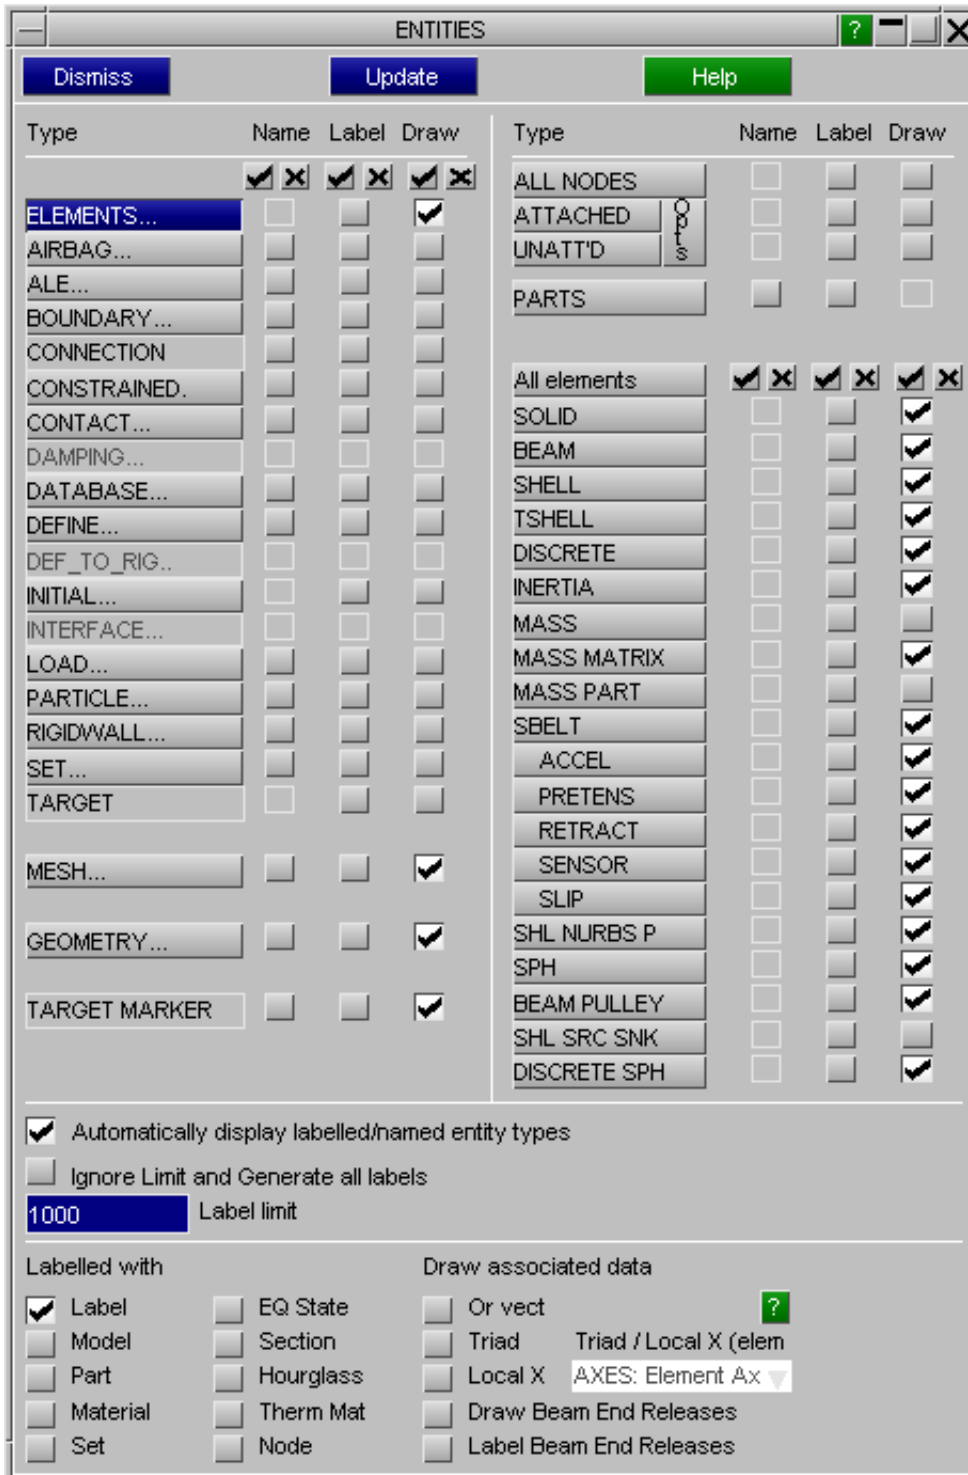 ENTITIES ?
Dismiss Update Help
Type Name Label Draw
ELEMENTS...
AIRBAG...
ALE...
BOUNDARY...
CONNECTION
CONSTRAINED.
CONTACT...
DAMPING...
DATABASE...
DEFINE...
DEF_TO_RIG..
INITIAL...
INTERFACE...
LOAD...
PARTICLE...
RIGIDWALL...
SET...
TARGET
MESH...
GEOMETRY...
TARGET MARKER
Type Name Label Draw
ALL NODES
ATTACHED
UNATT'D
Opts
PARTS
All elements
SOLID
BEAM
SHELL
TSHELL
DISCRETE
INERTIA
MASS
MASS MATRIX
MASS PART
SBELT
ACCEL
PRETENS
RETRACT
SENSOR
SLIP
SHL NURBS P
SPH
BEAM PULLEY
SHL SRC SNK
DISCRETE SPH
Automatically display labelled/named entity types
Ignore Limit and Generate all labels
1000 Label limit
Labelled with
Label EQ State
Model Section
Part Hourglass
Material Therm Mat
Set Node
Draw associated data
Or vect ?
Triad Triad / Local X (elem
Local X AXES: Element Ax
Draw Beam End Releases
Label Beam End Releases